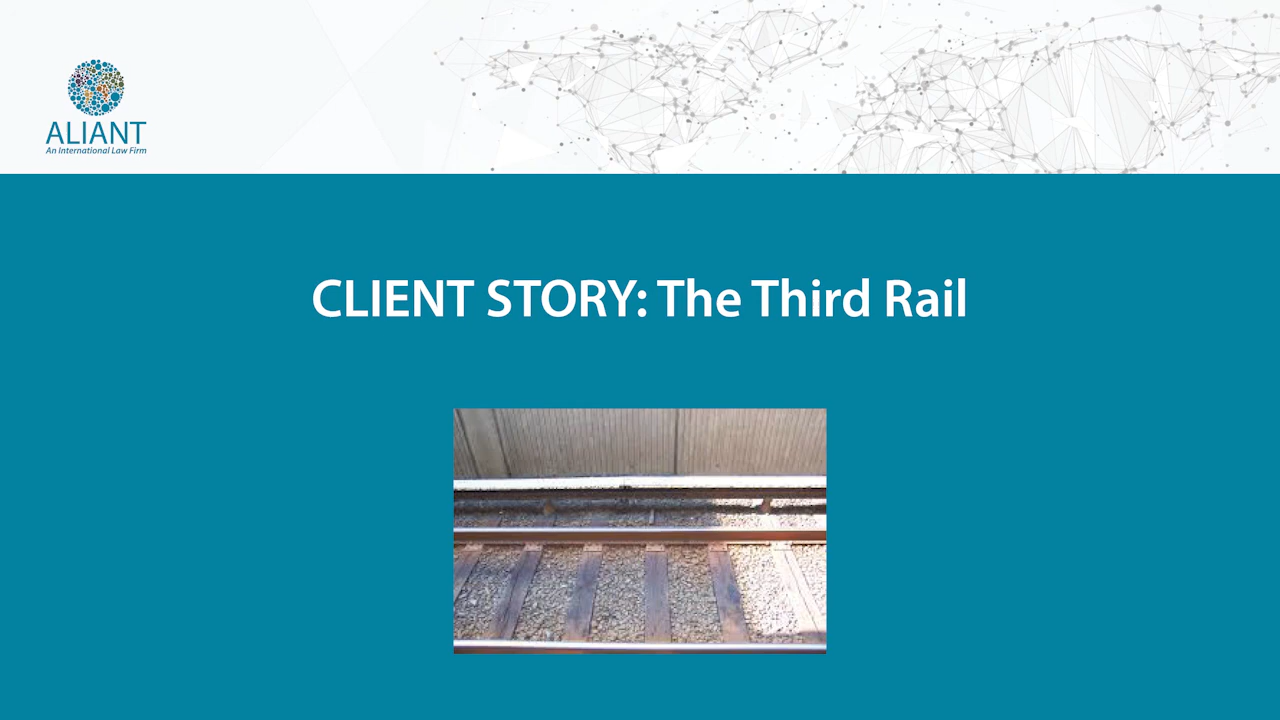 ALIANT
An International Law Firm
CLIENT STORY: The Third Rail